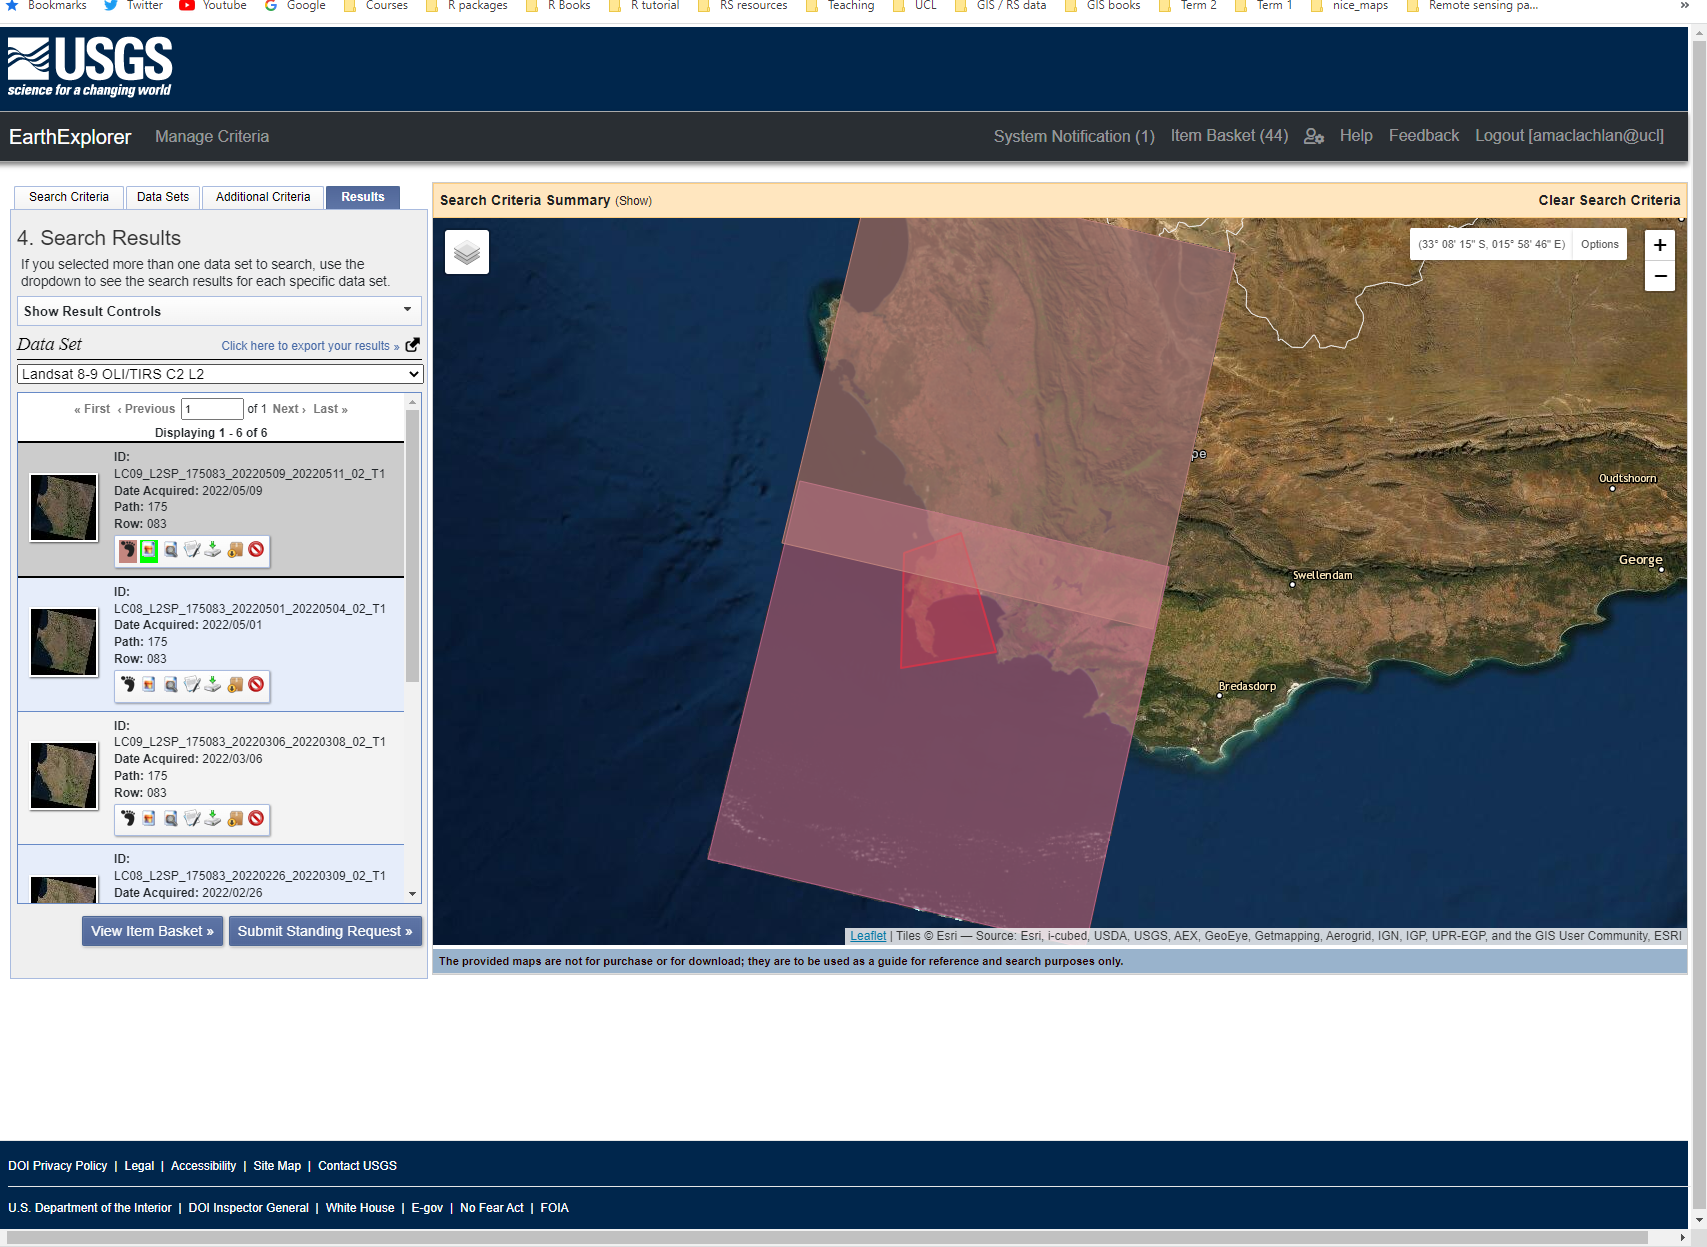 Bookmarks Twitter Youtube Google Courses R packages R Books R tutorial RS resources Teaching UCL GIS / RS data GIS books Term 2 Term 1 nice_maps Remote sensing pa... »
USGS
science for a changing world
EarthExplorer Manage Criteria System Notification (1) Item Basket (44) Help Feedback Logout [amaclachlan@ucl]
Search Criteria Data Sets Additional Criteria Results
4. Search Results
If you selected more than one data set to search, use the
dropdown to see the search results for each specific data set.
Show Result Controls
Data Set Click here to export your results »
Landsat 8-9 OLI/TIRS C2 L2
« First ‹ Previous 1 of 1 Next › Last »
Displaying 1 - 6 of 6
ID:
LC09_L2SP_175083_20220509_20220511_02_T1
Date Acquired: 2022/05/09
Path: 175
Row: 083
ID:
LC08_L2SP_175083_20220501_20220504_02_T1
Date Acquired: 2022/05/01
Path: 175
Row: 083
ID:
LC09_L2SP_175083_20220306_20220308_02_T1
Date Acquired: 2022/03/06
Path: 175
Row: 083
ID:
LC08_L2SP_175083_20220226_20220309_02_T1
Date Acquired: 2022/02/26
View Item Basket » Submit Standing Request »
Search Criteria Summary (Show) Clear Search Criteria
(33° 08' 15" S, 015° 58' 46" E) Options + −
pe
Oudtshoorn
George
Swellendam
Bredasdorp
Leaflet | Tiles © Esri — Source: Esri, i-cubed, USDA, USGS, AEX, GeoEye, Getmapping, Aerogrid, IGN, IGP, UPR-EGP, and the GIS User Community, ESRI
The provided maps are not for purchase or for download; they are to be used as a guide for reference and search purposes only.
DOI Privacy Policy | Legal | Accessibility | Site Map | Contact USGS
U.S. Department of the Interior | DOI Inspector General | White House | E-gov | No Fear Act | FOIA